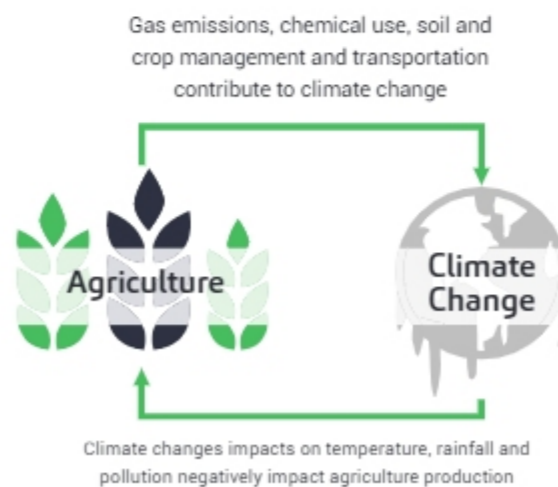 Gas emissions, chemical use, soil and
crop management and transportation
contribute to climate change
Agriculture
Climate
Change
Climate changes impacts on temperature, rainfall and
pollution negatively impact agriculture production